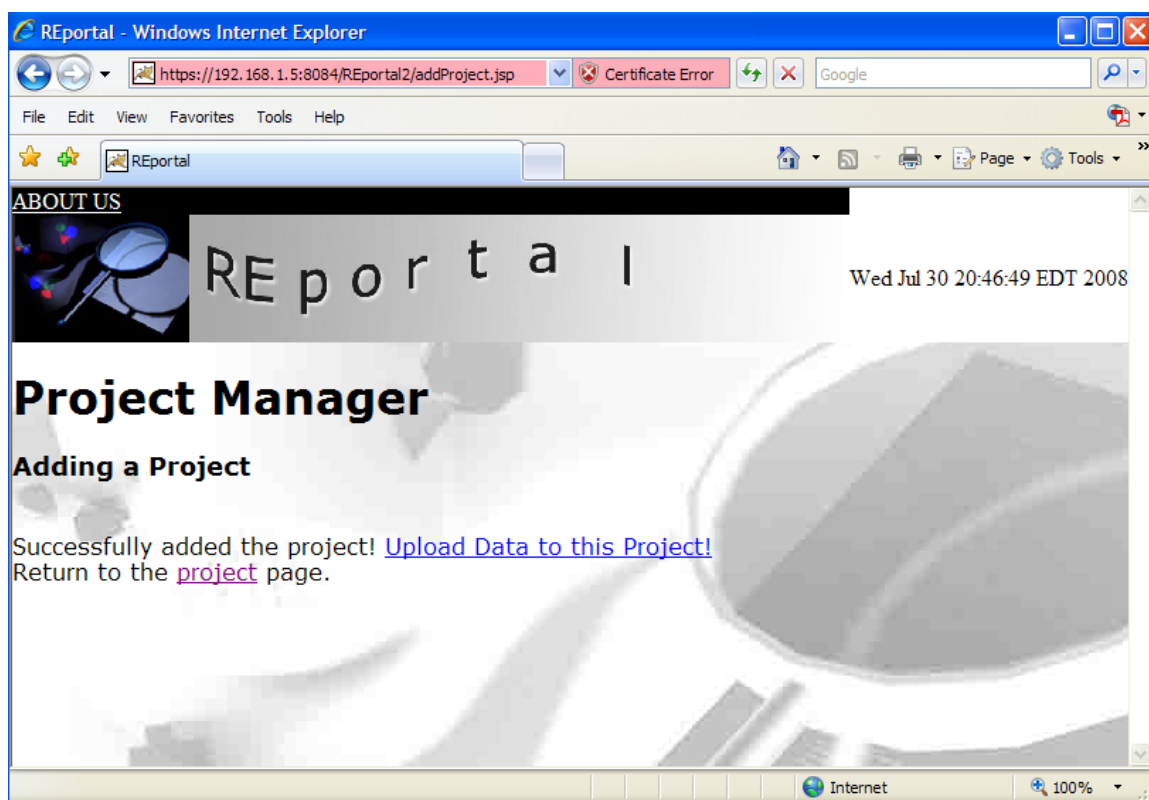 REportal - Windows Internet Explorer
https://192.168.1.5:8084/REportal2/addProject.jsp Certificate Error Google
File Edit View Favorites Tools Help
REportal Page Tools »
ABOUT US
REportal
Wed Jul 30 20:46:49 EDT 2008
Project Manager
Adding a Project
Successfully added the project! Upload Data to this Project!
Return to the project page.
Internet 100%